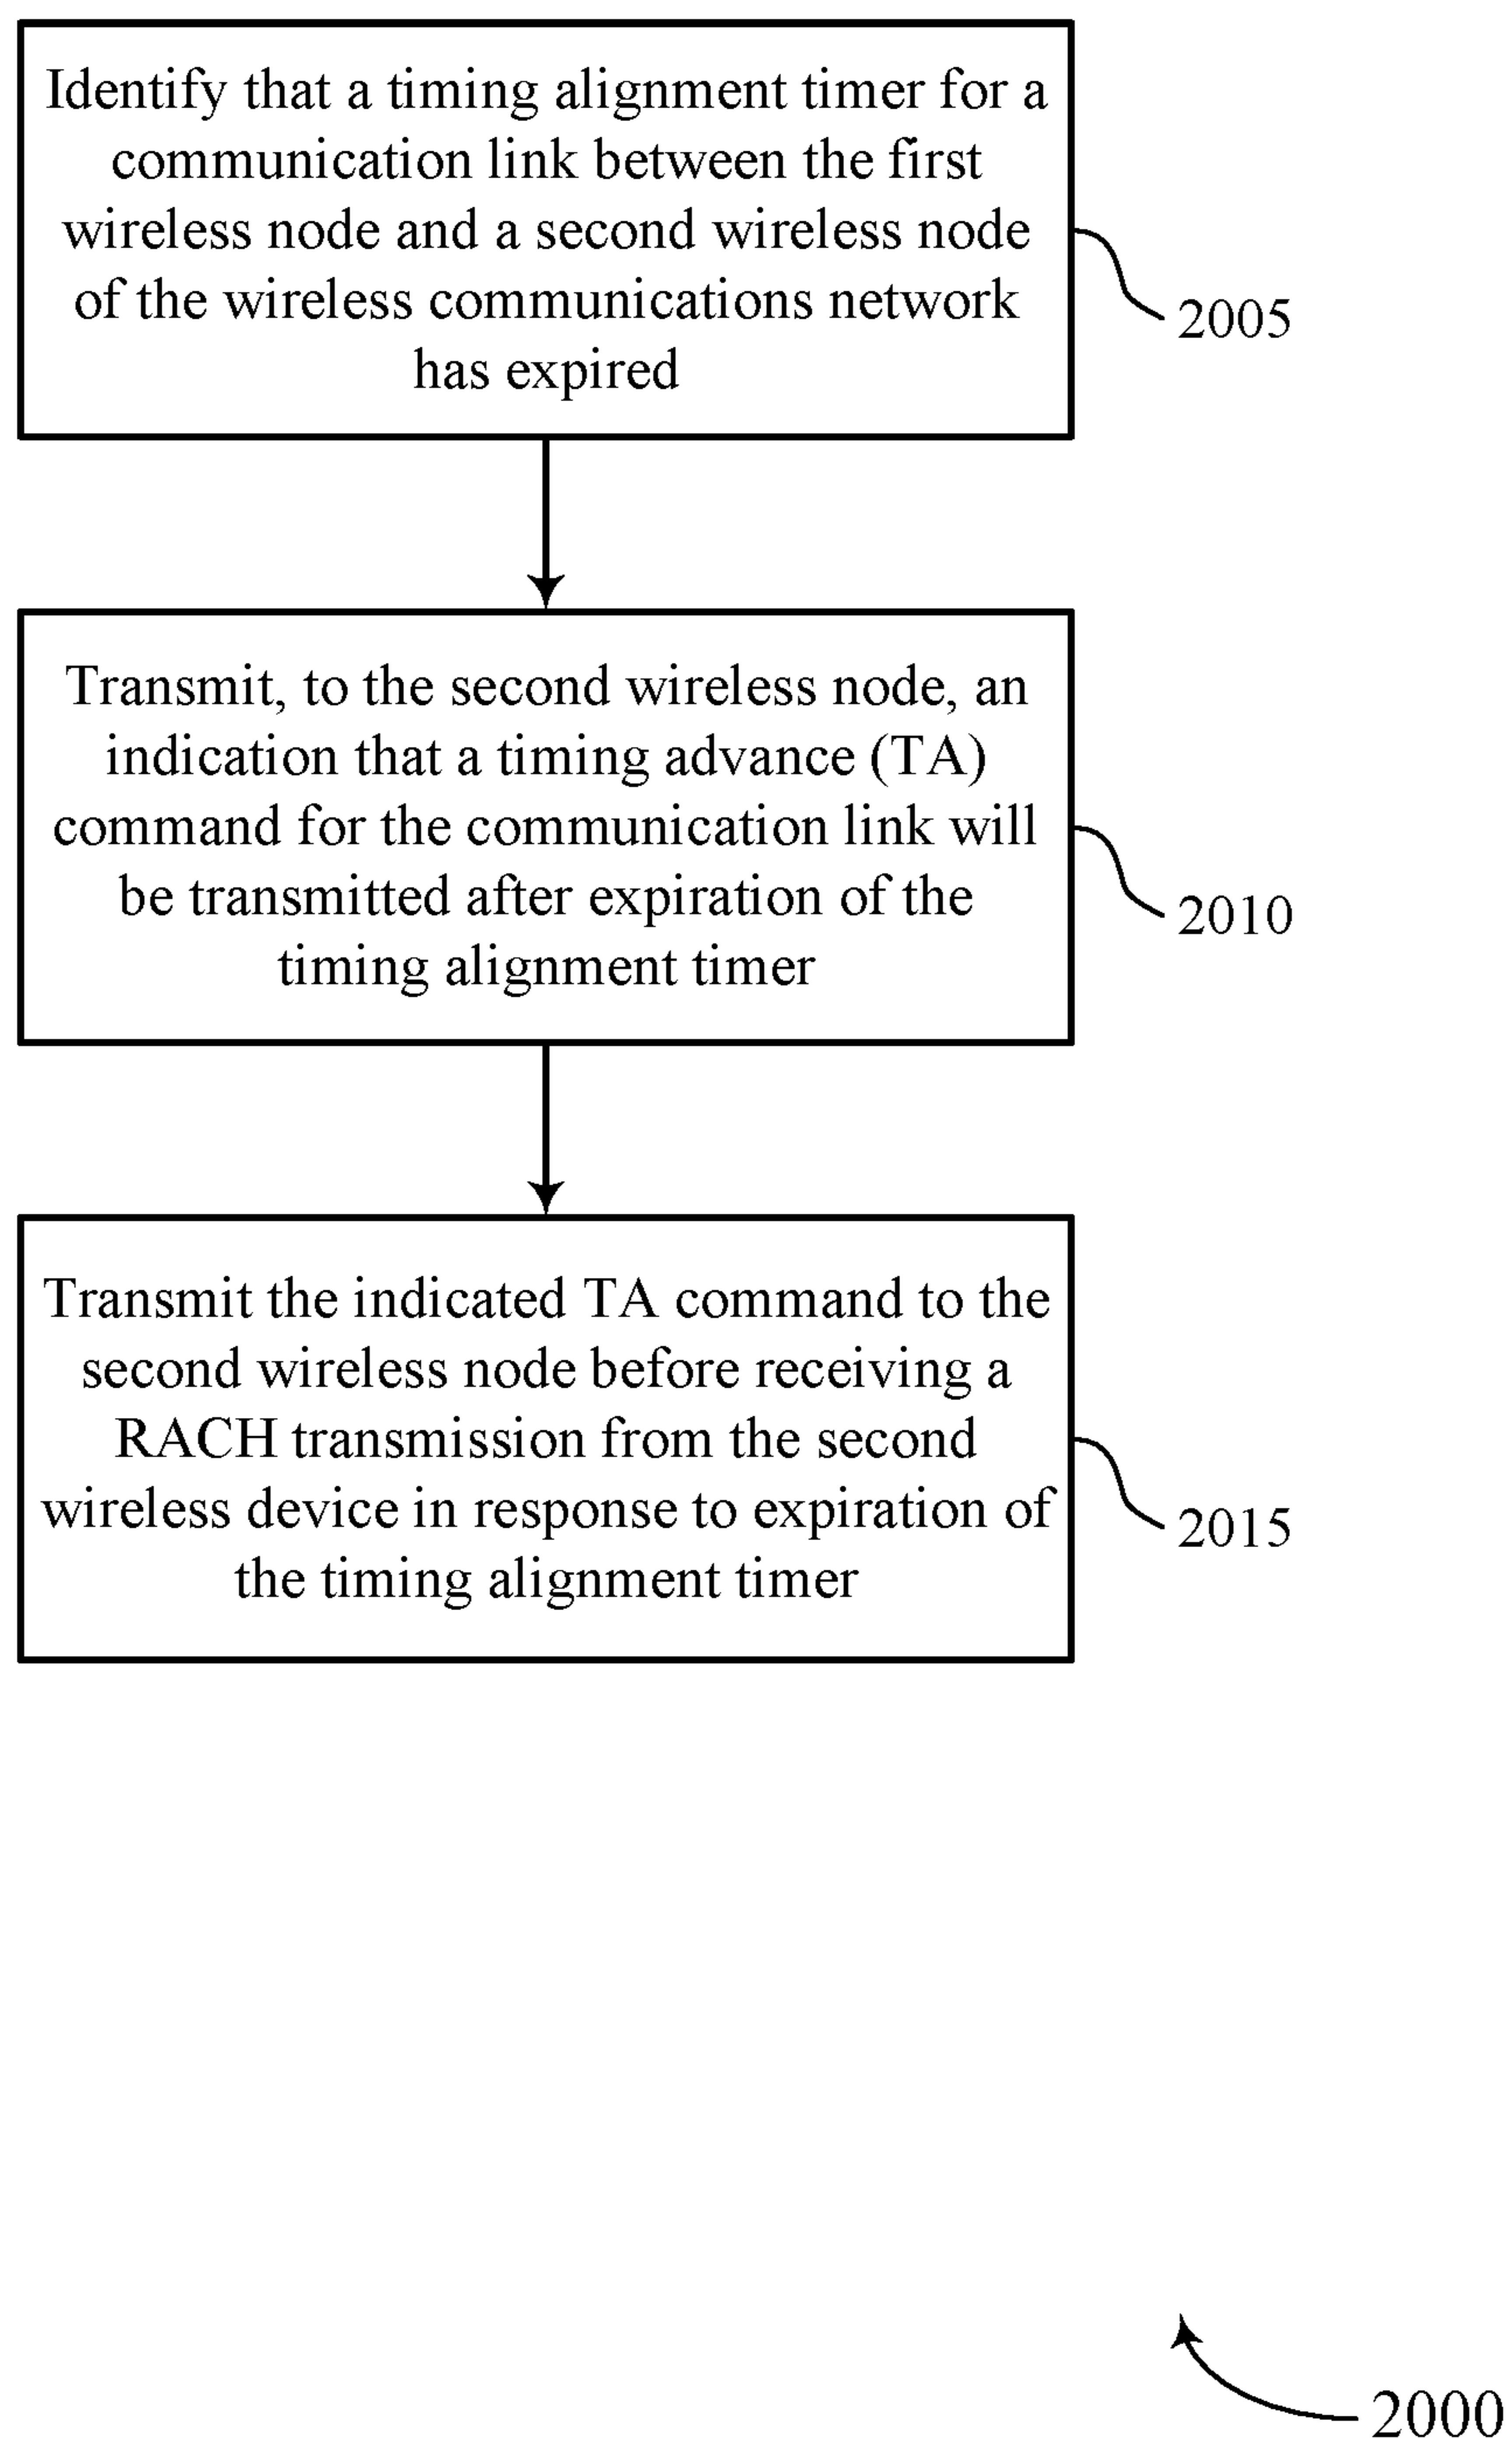 Identify that a timing alignment timer for a
communication link between the first
wireless node and a second wireless node
of the wireless communications network
has expired
2005
Transmit, to the second wireless node, an
indication that a timing advance (TA)
command for the communication link will
be transmitted after expiration of the
timing alignment timer
2010
Transmit the indicated TA command to the
second wireless node before receiving a
RACH transmission from the second
wireless device in response to expiration of
the timing alignment timer
2015
2000